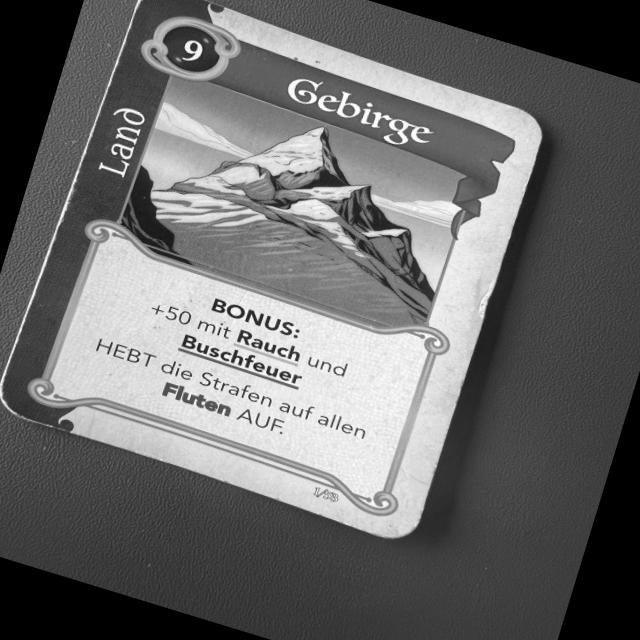 9
Gebirge
Land
BONUS:
+50 mit Rauch und
Buschfeuer
HEBT die Strafen auf allen
Fluten AUF.